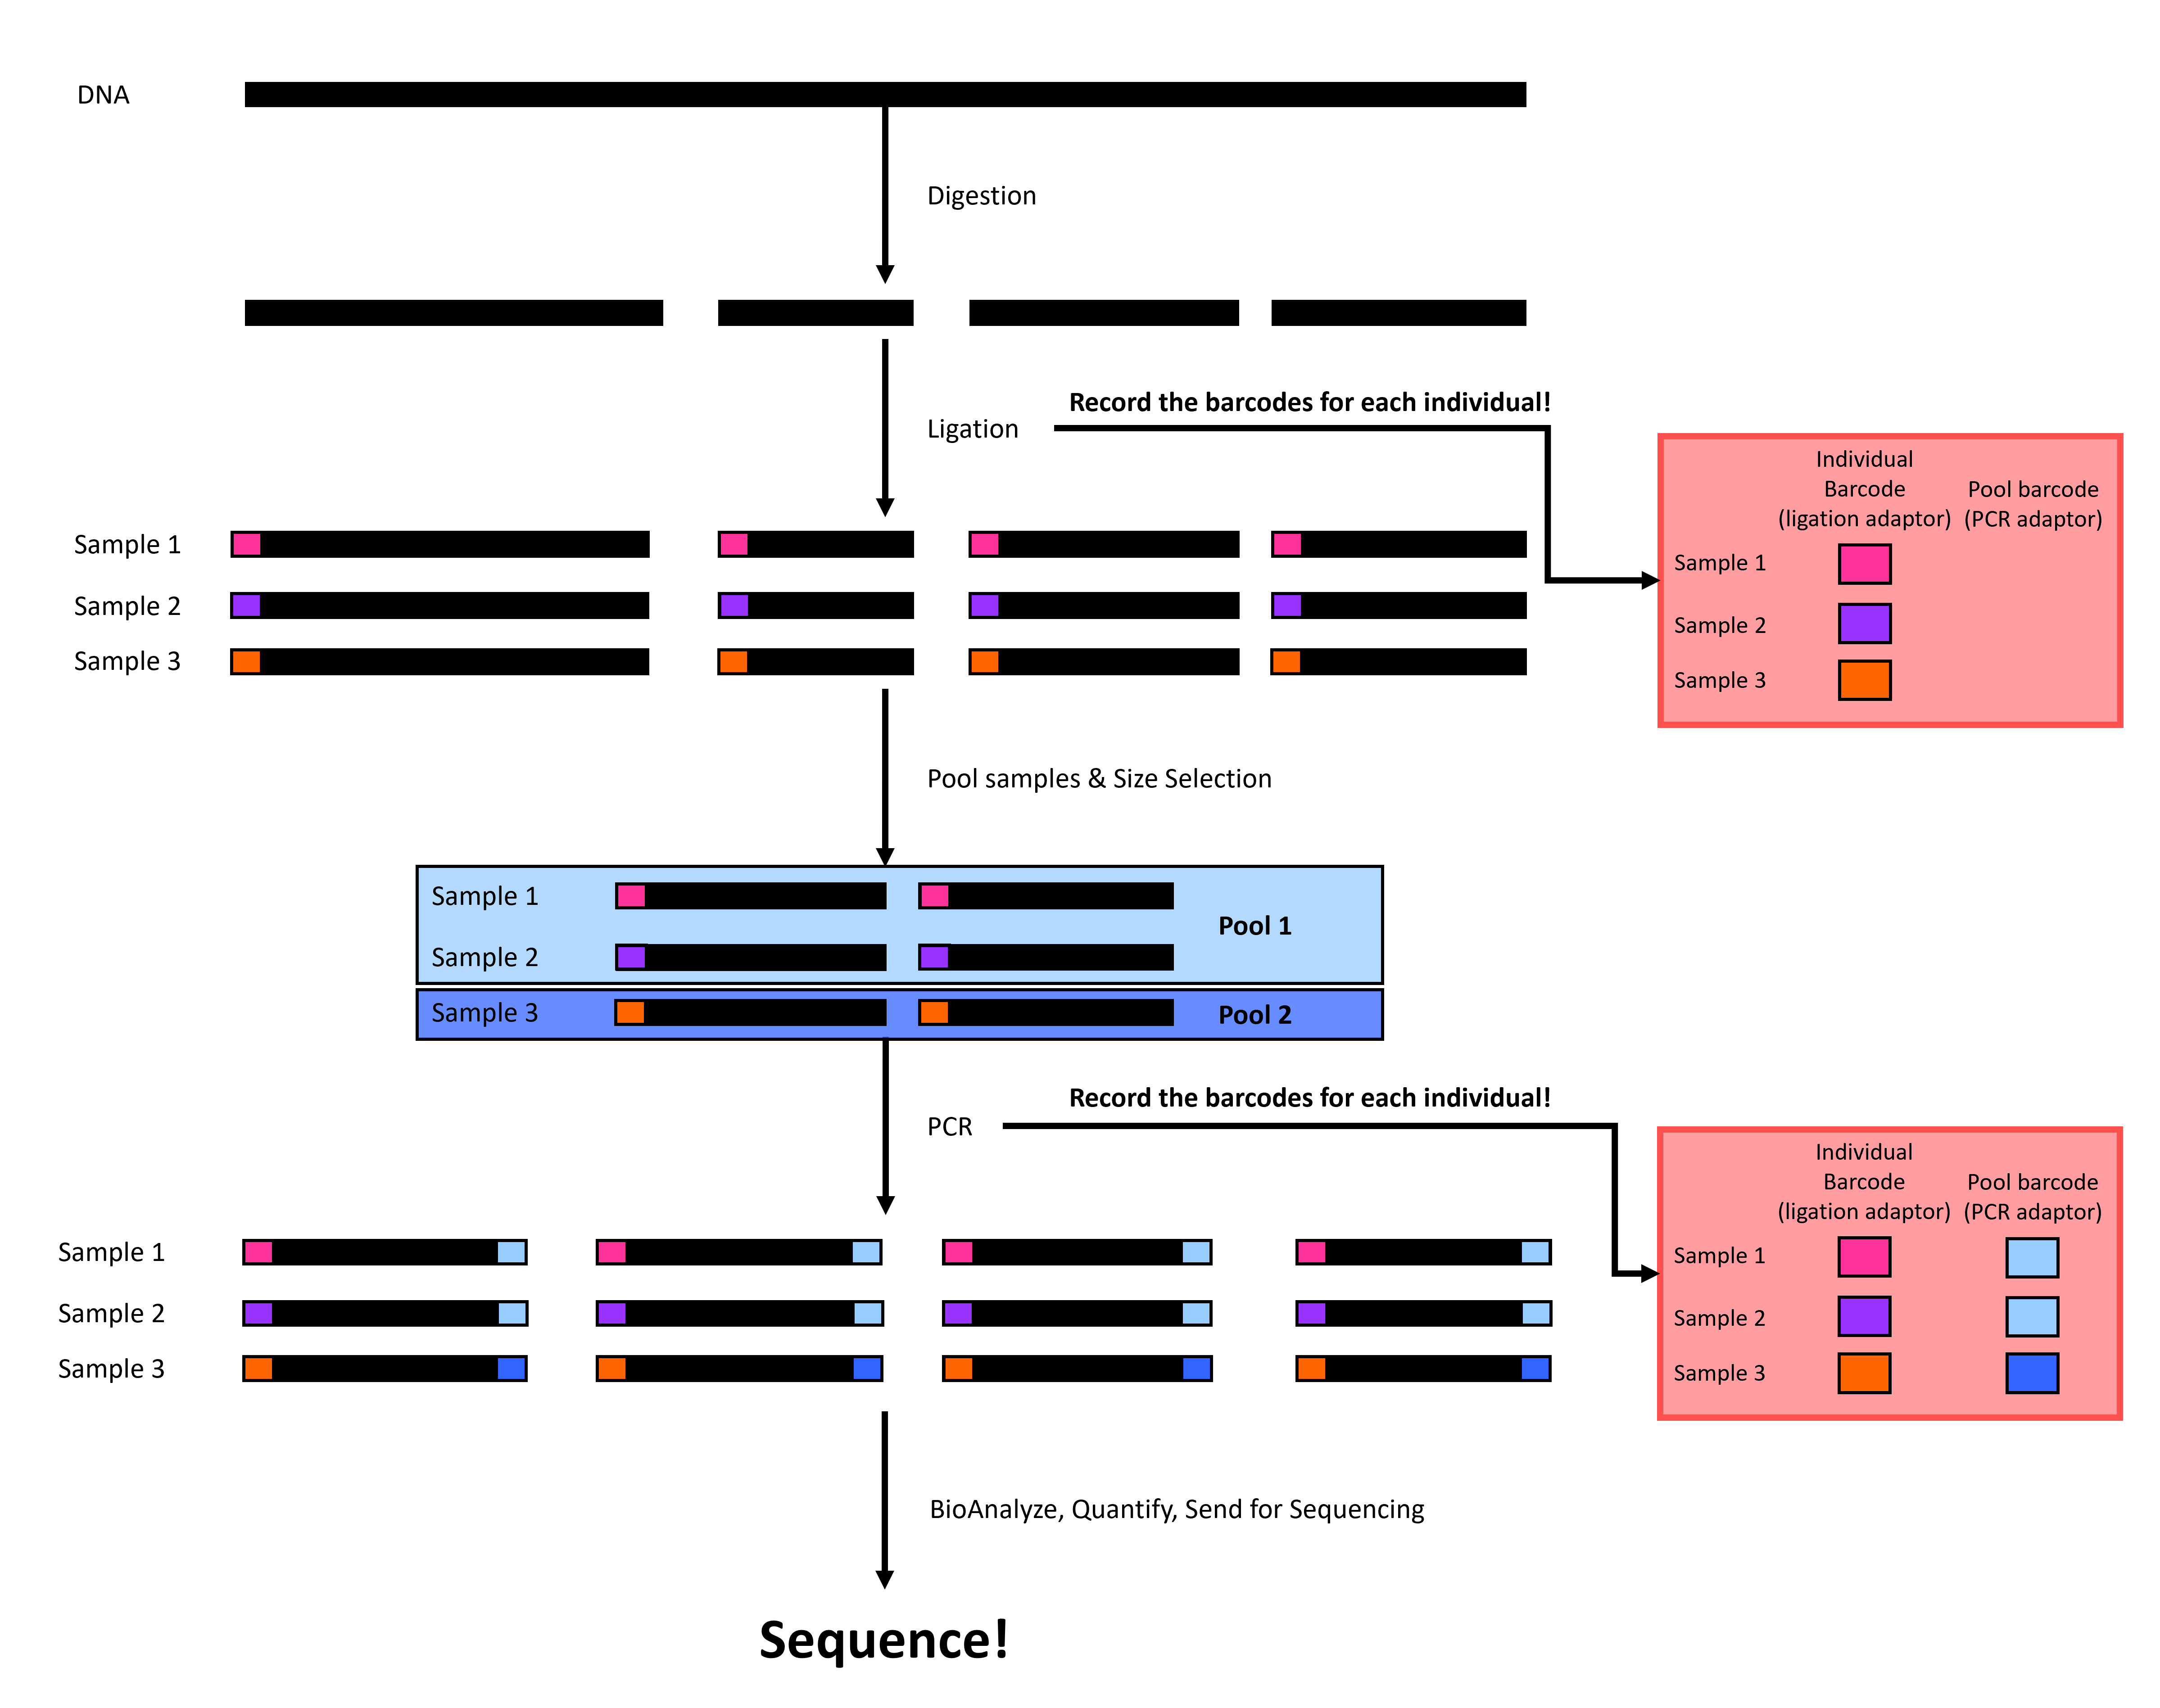 DNA
Digestion
Record the barcodes for each individual!
Ligation
Individual
Barcode
(ligation adaptor)
Pool barcode
(PCR adaptor)
Sample 1
Sample 2
Sample 3
Sample 1
Sample 2
Sample 3
Pool samples & Size Selection
Sample 1
Sample 2
Pool 1
Sample 3
Pool 2
Record the barcodes for each individual!
PCR
Individual
Barcode
(ligation adaptor)
Pool barcode
(PCR adaptor)
Sample 1
Sample 2
Sample 3
Sample 1
Sample 2
Sample 3
BioAnalyze, Quantify, Send for Sequencing
Sequence!